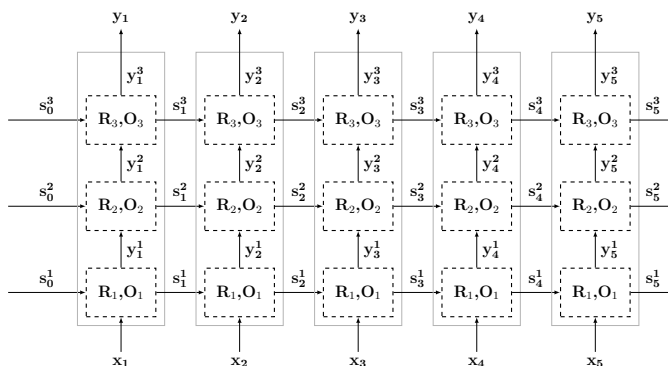 y₁ y₂ y₃ y₄ y₅
y₁³ y₂³ y₃³ y₄³ y₅³
s₀³ s₁³ s₂³ s₃³ s₄³ s₅³
R₃,O₃ R₃,O₃ R₃,O₃ R₃,O₃ R₃,O₃
y₁² y₂² y₃² y₄² y₅²
s₀² s₁² s₂² s₃² s₄² s₅²
R₂,O₂ R₂,O₂ R₂,O₂ R₂,O₂ R₂,O₂
y₁¹ y₂¹ y₃¹ y₄¹ y₅¹
s₀¹ s₁¹ s₂¹ s₃¹ s₄¹ s₅¹
R₁,O₁ R₁,O₁ R₁,O₁ R₁,O₁ R₁,O₁
x₁ x₂ x₃ x₄ x₅